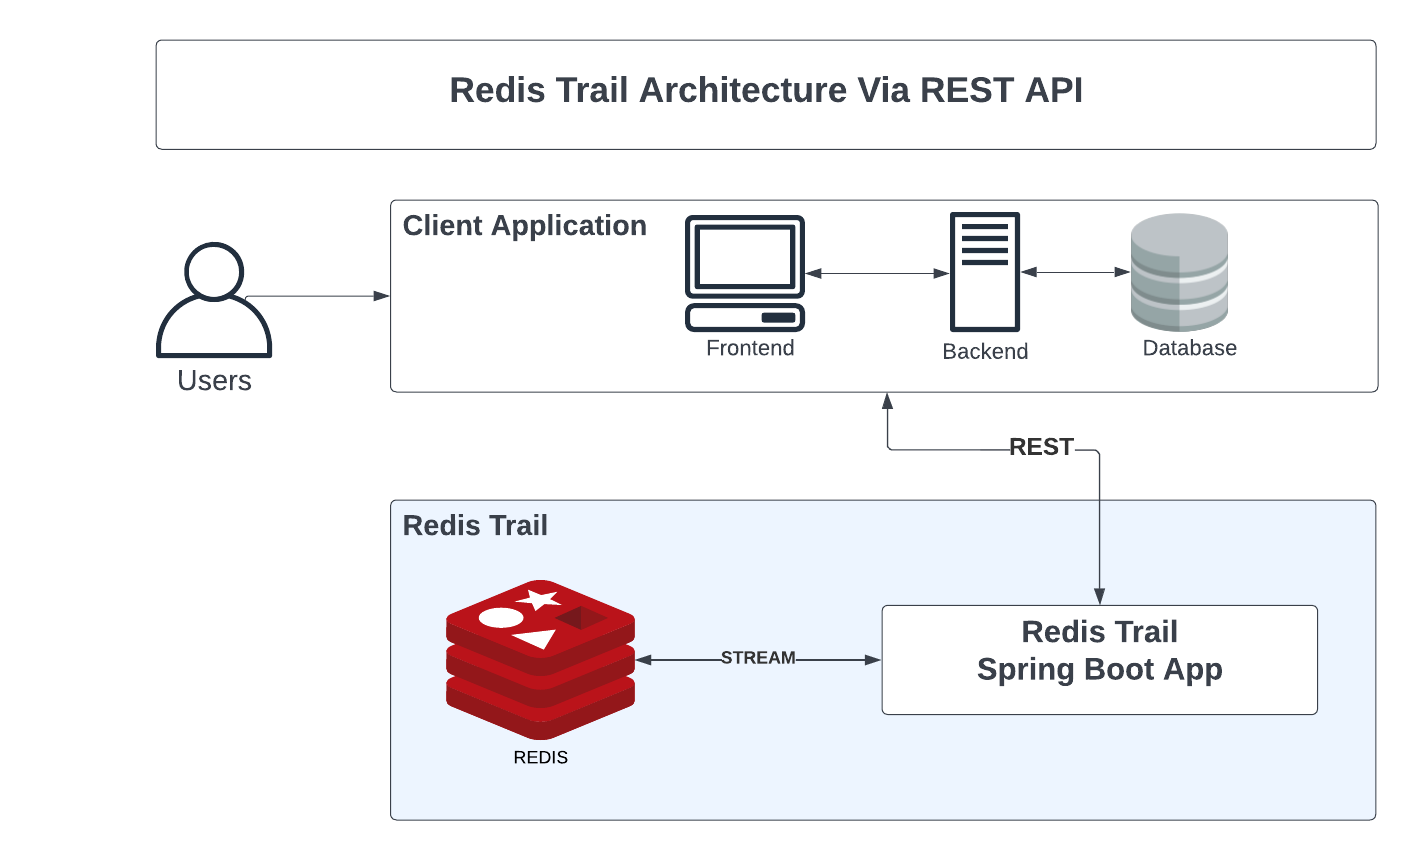 Redis Trail Architecture Via REST API
Client Application
Frontend
Backend
Database
Users
REST
Redis Trail
Redis Trail
Spring Boot App
STREAM
REDIS